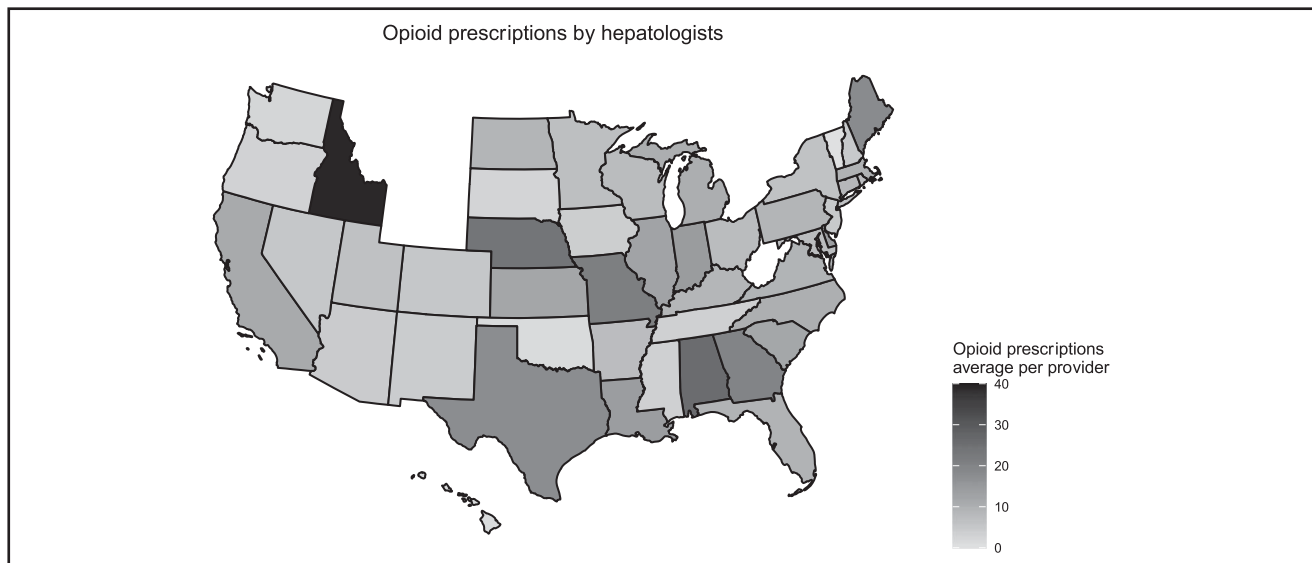 Opioid prescriptions by hepatologists
Opioid prescriptions
average per provider
40
30
20
10
0